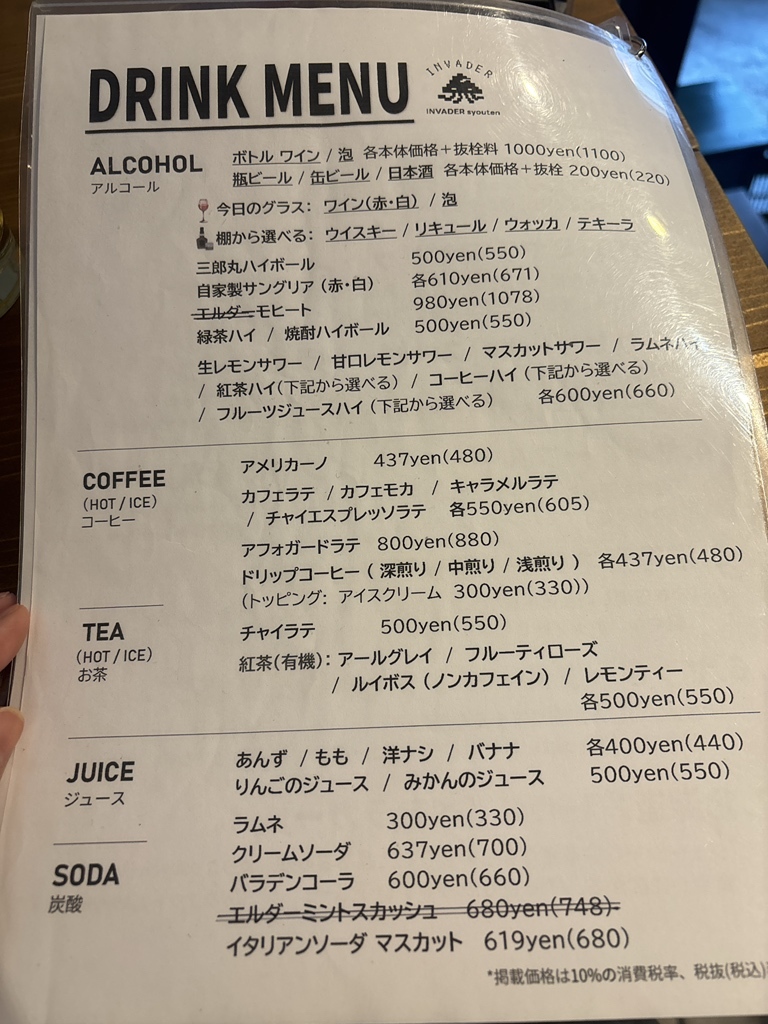 DRINK MENU
INVADER
INVADER syouten
ALCOHOL
アルコール
ボトル ワイン / 泡 各本体価格＋抜栓料 1000yen(1100)
瓶ビール / 缶ビール / 日本酒 各本体価格＋抜栓 200yen(220)
今日のグラス: ワイン(赤・白) / 泡
棚から選べる: ウイスキー / リキュール / ウォッカ / テキーラ
三郎丸ハイボール 500yen(550)
自家製サングリア (赤・白) 各610yen(671)
エルダーモヒート 980yen(1078)
緑茶ハイ / 焼酎ハイボール 500yen(550)
生レモンサワー / 甘口レモンサワー / マスカットサワー / ラムネハイ
/ 紅茶ハイ(下記から選べる) / コーヒーハイ (下記から選べる)
/ フルーツジュースハイ (下記から選べる) 各600yen(660)
COFFEE
(HOT / ICE)
コーヒー
アメリカーノ 437yen(480)
カフェラテ / カフェモカ / キャラメルラテ
/ チャイエスプレッソラテ 各550yen(605)
アフォガードラテ 800yen(880)
ドリップコーヒー ( 深煎り / 中煎り / 浅煎り ) 各437yen(480)
(トッピング: アイスクリーム 300yen(330))
TEA
(HOT / ICE)
お茶
チャイラテ 500yen(550)
紅茶(有機): アールグレイ / フルーティローズ
/ ルイボス (ノンカフェイン) / レモンティー
各500yen(550)
JUICE
ジュース
あんず / もも / 洋ナシ / バナナ 各400yen(440)
りんごのジュース / みかんのジュース 500yen(550)
SODA
炭酸
ラムネ 300yen(330)
クリームソーダ 637yen(700)
バラデンコーラ 600yen(660)
エルダーミントスカッシュ 680yen(748)
イタリアンソーダ マスカット 619yen(680)
*掲載価格は10%の消費税率、税抜(税込)